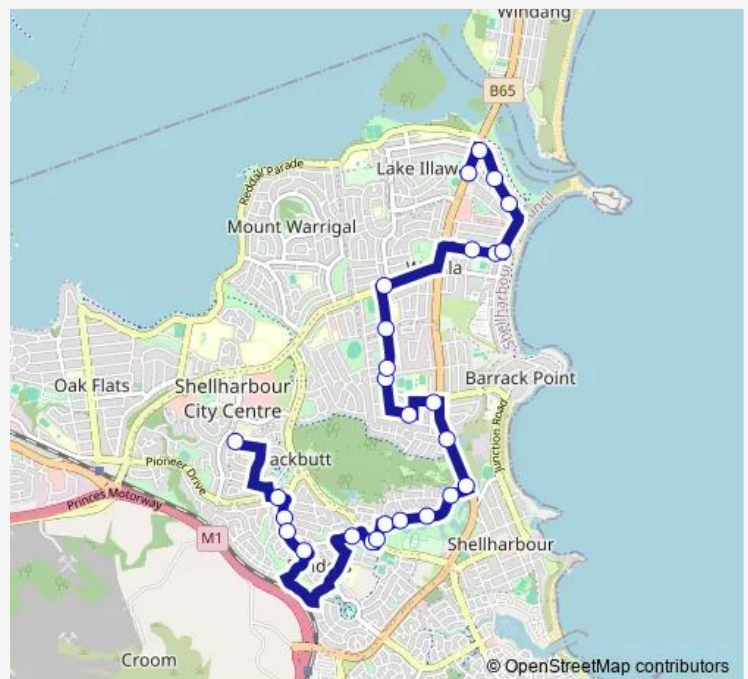 Windang
B65
Lake Illaw
Reddall Parade
Mount Warrigal
Shellharbour
Oak Flats
Shellharbour
City Centre
Barrack Point
Junction Road
ackbutt
Pioneer Drive
Princes Motorway
M1
Shellharbour
Croom
© OpenStreetMap contributors